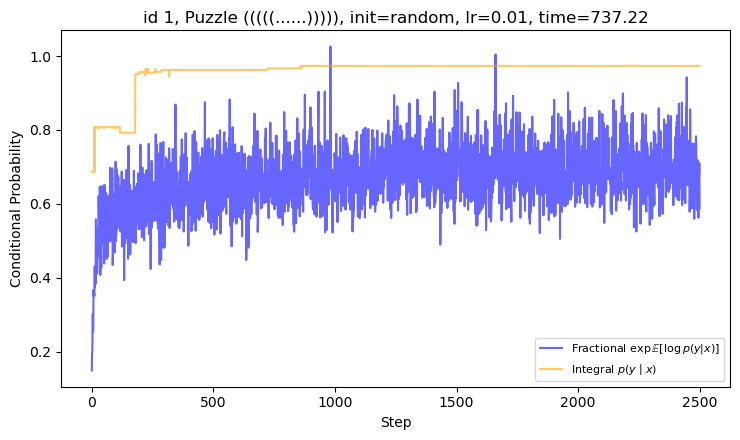 id 1, Puzzle (((((......))))), init=random, lr=0.01, time=737.22
Conditional Probability
1.0
0.8
0.6
0.4
0.2
0
500
1000
1500
2000
2500
Step
Fractional exp𝔼[log p(y|x)]
Integral p(y | x)